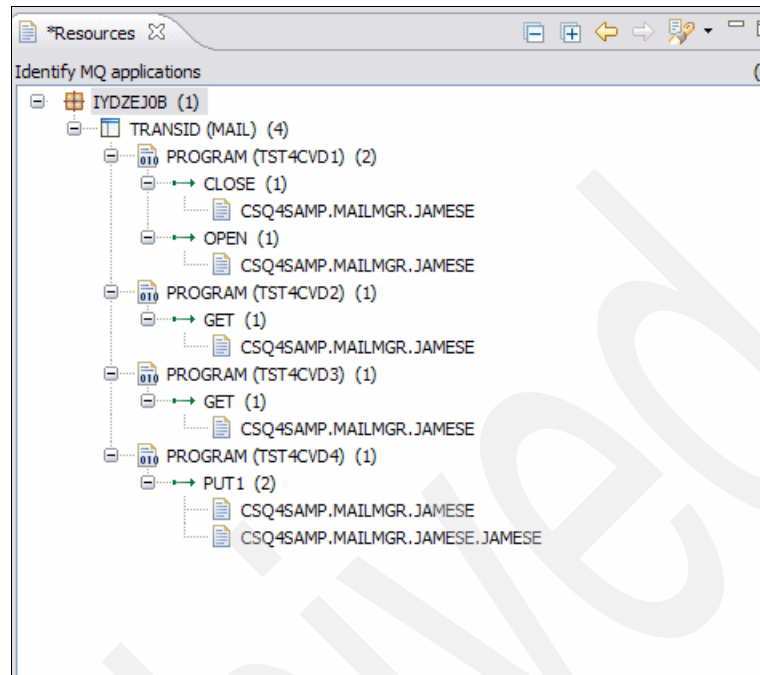 *Resources
Identify MQ applications (
IYDZEJ0B (1)
TRANSID (MAIL) (4)
PROGRAM (TST4CVD1) (2)
CLOSE (1)
CSQ4SAMP.MAILMGR.JAMESE
OPEN (1)
CSQ4SAMP.MAILMGR.JAMESE
PROGRAM (TST4CVD2) (1)
GET (1)
CSQ4SAMP.MAILMGR.JAMESE
PROGRAM (TST4CVD3) (1)
GET (1)
CSQ4SAMP.MAILMGR.JAMESE
PROGRAM (TST4CVD4) (1)
PUT1 (2)
CSQ4SAMP.MAILMGR.JAMESE
CSQ4SAMP.MAILMGR.JAMESE.JAMESE